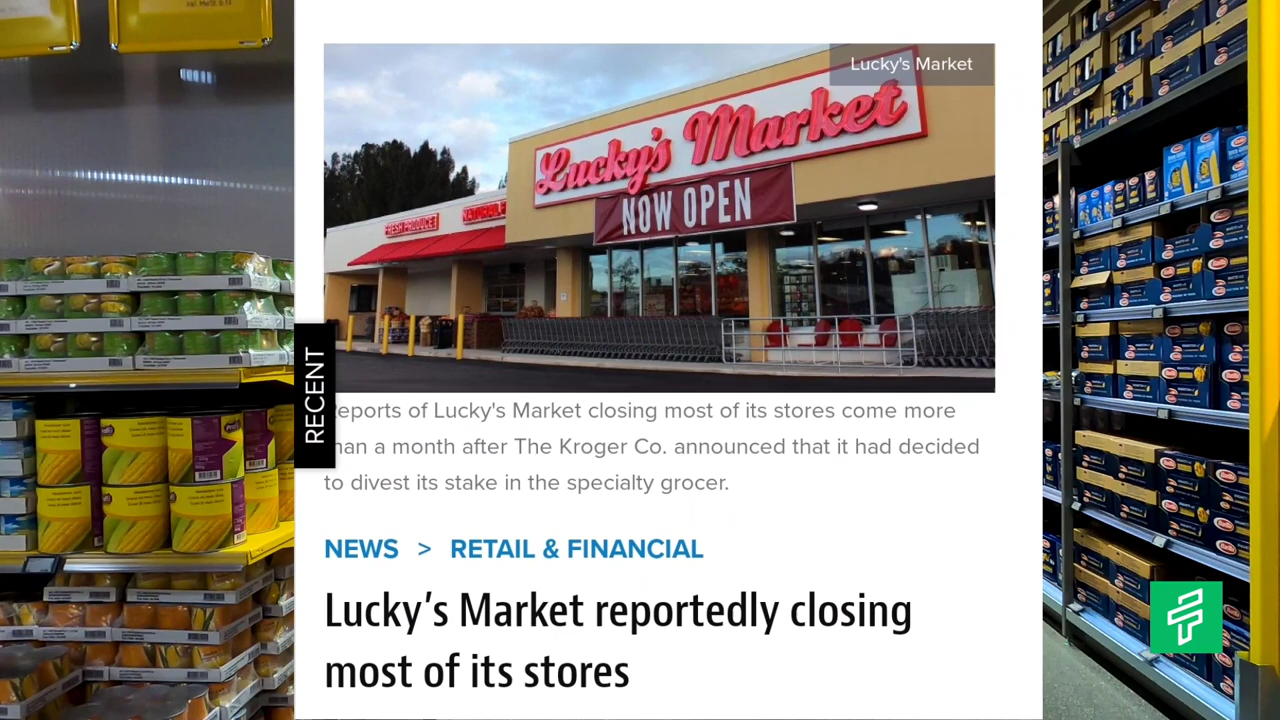 Lucky's Market
Lucky's Market
NOW OPEN
FRESH PRODUCE
RECENT
eports of Lucky's Market closing most of its stores come more
han a month after The Kroger Co. announced that it had decided
to divest its stake in the specialty grocer.
NEWS > RETAIL & FINANCIAL
Lucky’s Market reportedly closing
most of its stores